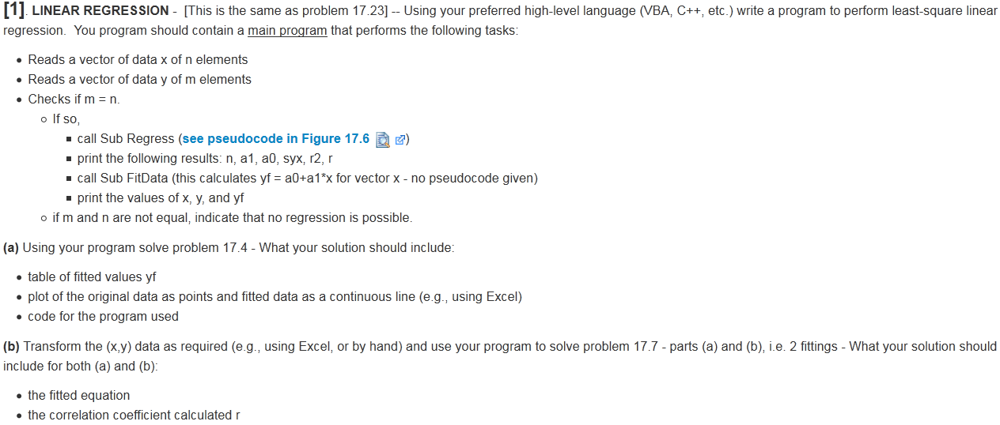 [1]. LINEAR REGRESSION - [This is the same as problem 17.23] -- Using your preferred high-level language (VBA, C++, etc.) write a program to perform least-square linear
regression. You program should contain a main program that performs the following tasks:
• Reads a vector of data x of n elements
• Reads a vector of data y of m elements
• Checks if m = n.
o If so,
▪ call Sub Regress (see pseudocode in Figure 17.6)
▪ print the following results: n, a1, a0, syx, r2, r
▪ call Sub FitData (this calculates yf = a0+a1*x for vector x - no pseudocode given)
▪ print the values of x, y, and yf
o if m and n are not equal, indicate that no regression is possible.
(a) Using your program solve problem 17.4 - What your solution should include:
• table of fitted values yf
• plot of the original data as points and fitted data as a continuous line (e.g., using Excel)
• code for the program used
(b) Transform the (x,y) data as required (e.g., using Excel, or by hand) and use your program to solve problem 17.7 - parts (a) and (b), i.e. 2 fittings - What your solution should
include for both (a) and (b):
• the fitted equation
• the correlation coefficient calculated r